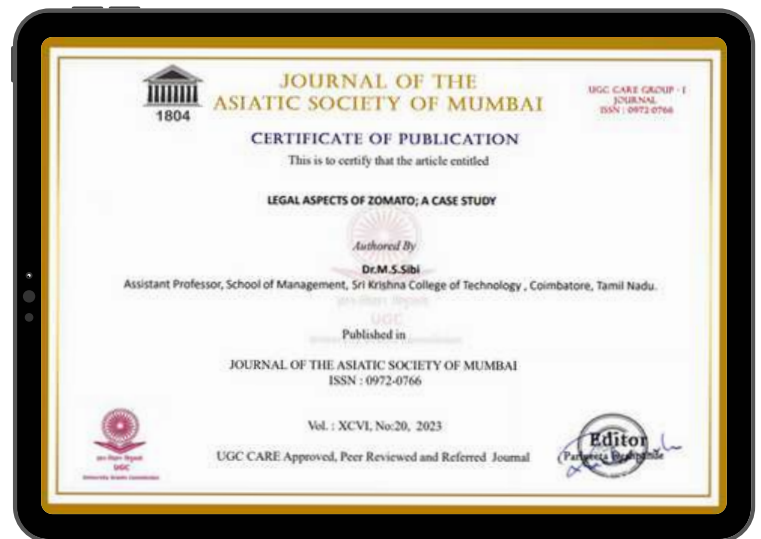 1804
JOURNAL OF THE
ASIATIC SOCIETY OF MUMBAI
UGC CARE GROUP - I
JOURNAL
ISSN : 0972-0766
CERTIFICATE OF PUBLICATION
This is to certify that the article entitled
LEGAL ASPECTS OF ZOMATO; A CASE STUDY
Authored By
Dr.M.S.Sibi
Assistant Professor, School of Management, Sri Krishna College of Technology , Coimbatore, Tamil Nadu.
UGC
Published in
JOURNAL OF THE ASIATIC SOCIETY OF MUMBAI
ISSN : 0972-0766
Vol. : XCVI, No:20, 2023
UGC CARE Approved, Peer Reviewed and Referred Journal
UGC
University Grants Commission
Editor